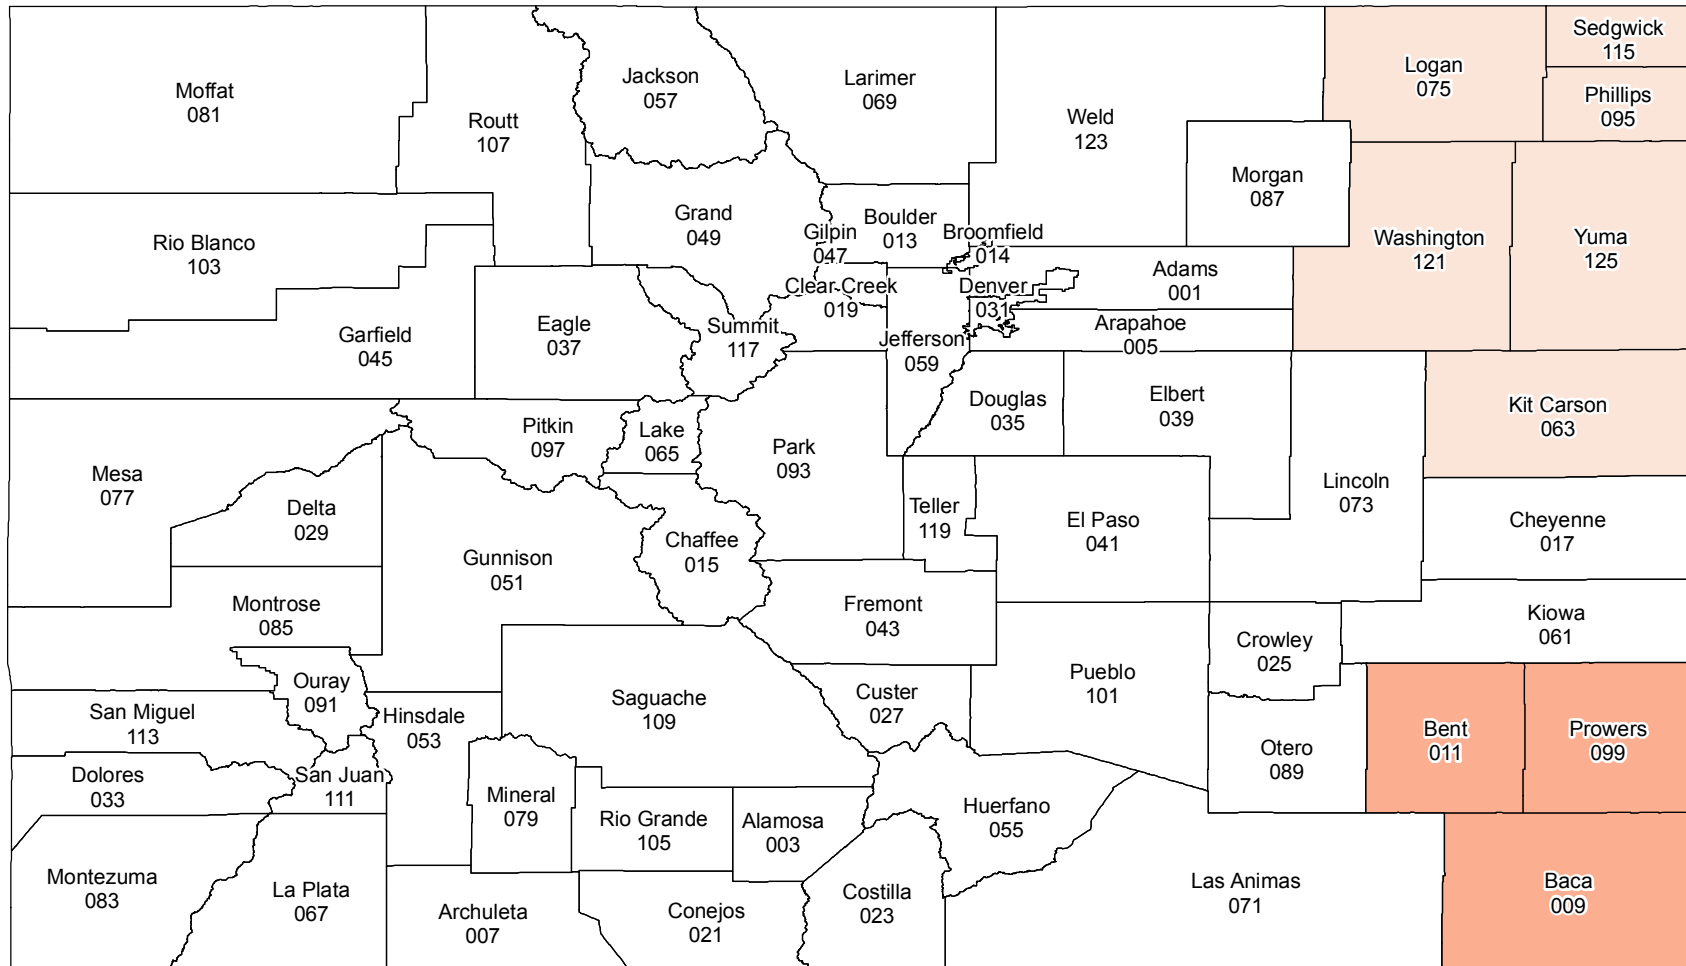 Moffat
081
Routt
107
Jackson
057
Larimer
069
Weld
123
Logan
075
Sedgwick
115
Phillips
095
Morgan
087
Rio Blanco
103
Grand
049
Gilpin
047
Boulder
013
Broomfield
014
Washington
121
Yuma
125
Clear Creek
019
Denver
031
Adams
001
Garfield
045
Eagle
037
Summit
117
Jefferson
059
Arapahoe
005
Pitkin
097
Lake
065
Park
093
Douglas
035
Elbert
039
Kit Carson
063
Mesa
077
Delta
029
Gunnison
051
Chaffee
015
Teller
119
El Paso
041
Lincoln
073
Cheyenne
017
Montrose
085
Fremont
043
Crowley
025
Kiowa
061
Ouray
091
San Miguel
113
Hinsdale
053
Saguache
109
Custer
027
Pueblo
101
Otero
089
Bent
011
Prowers
099
Dolores
033
San Juan
111
Mineral
079
Rio Grande
105
Alamosa
003
Huerfano
055
Montezuma
083
La Plata
067
Archuleta
007
Conejos
021
Costilla
023
Las Animas
071
Baca
009